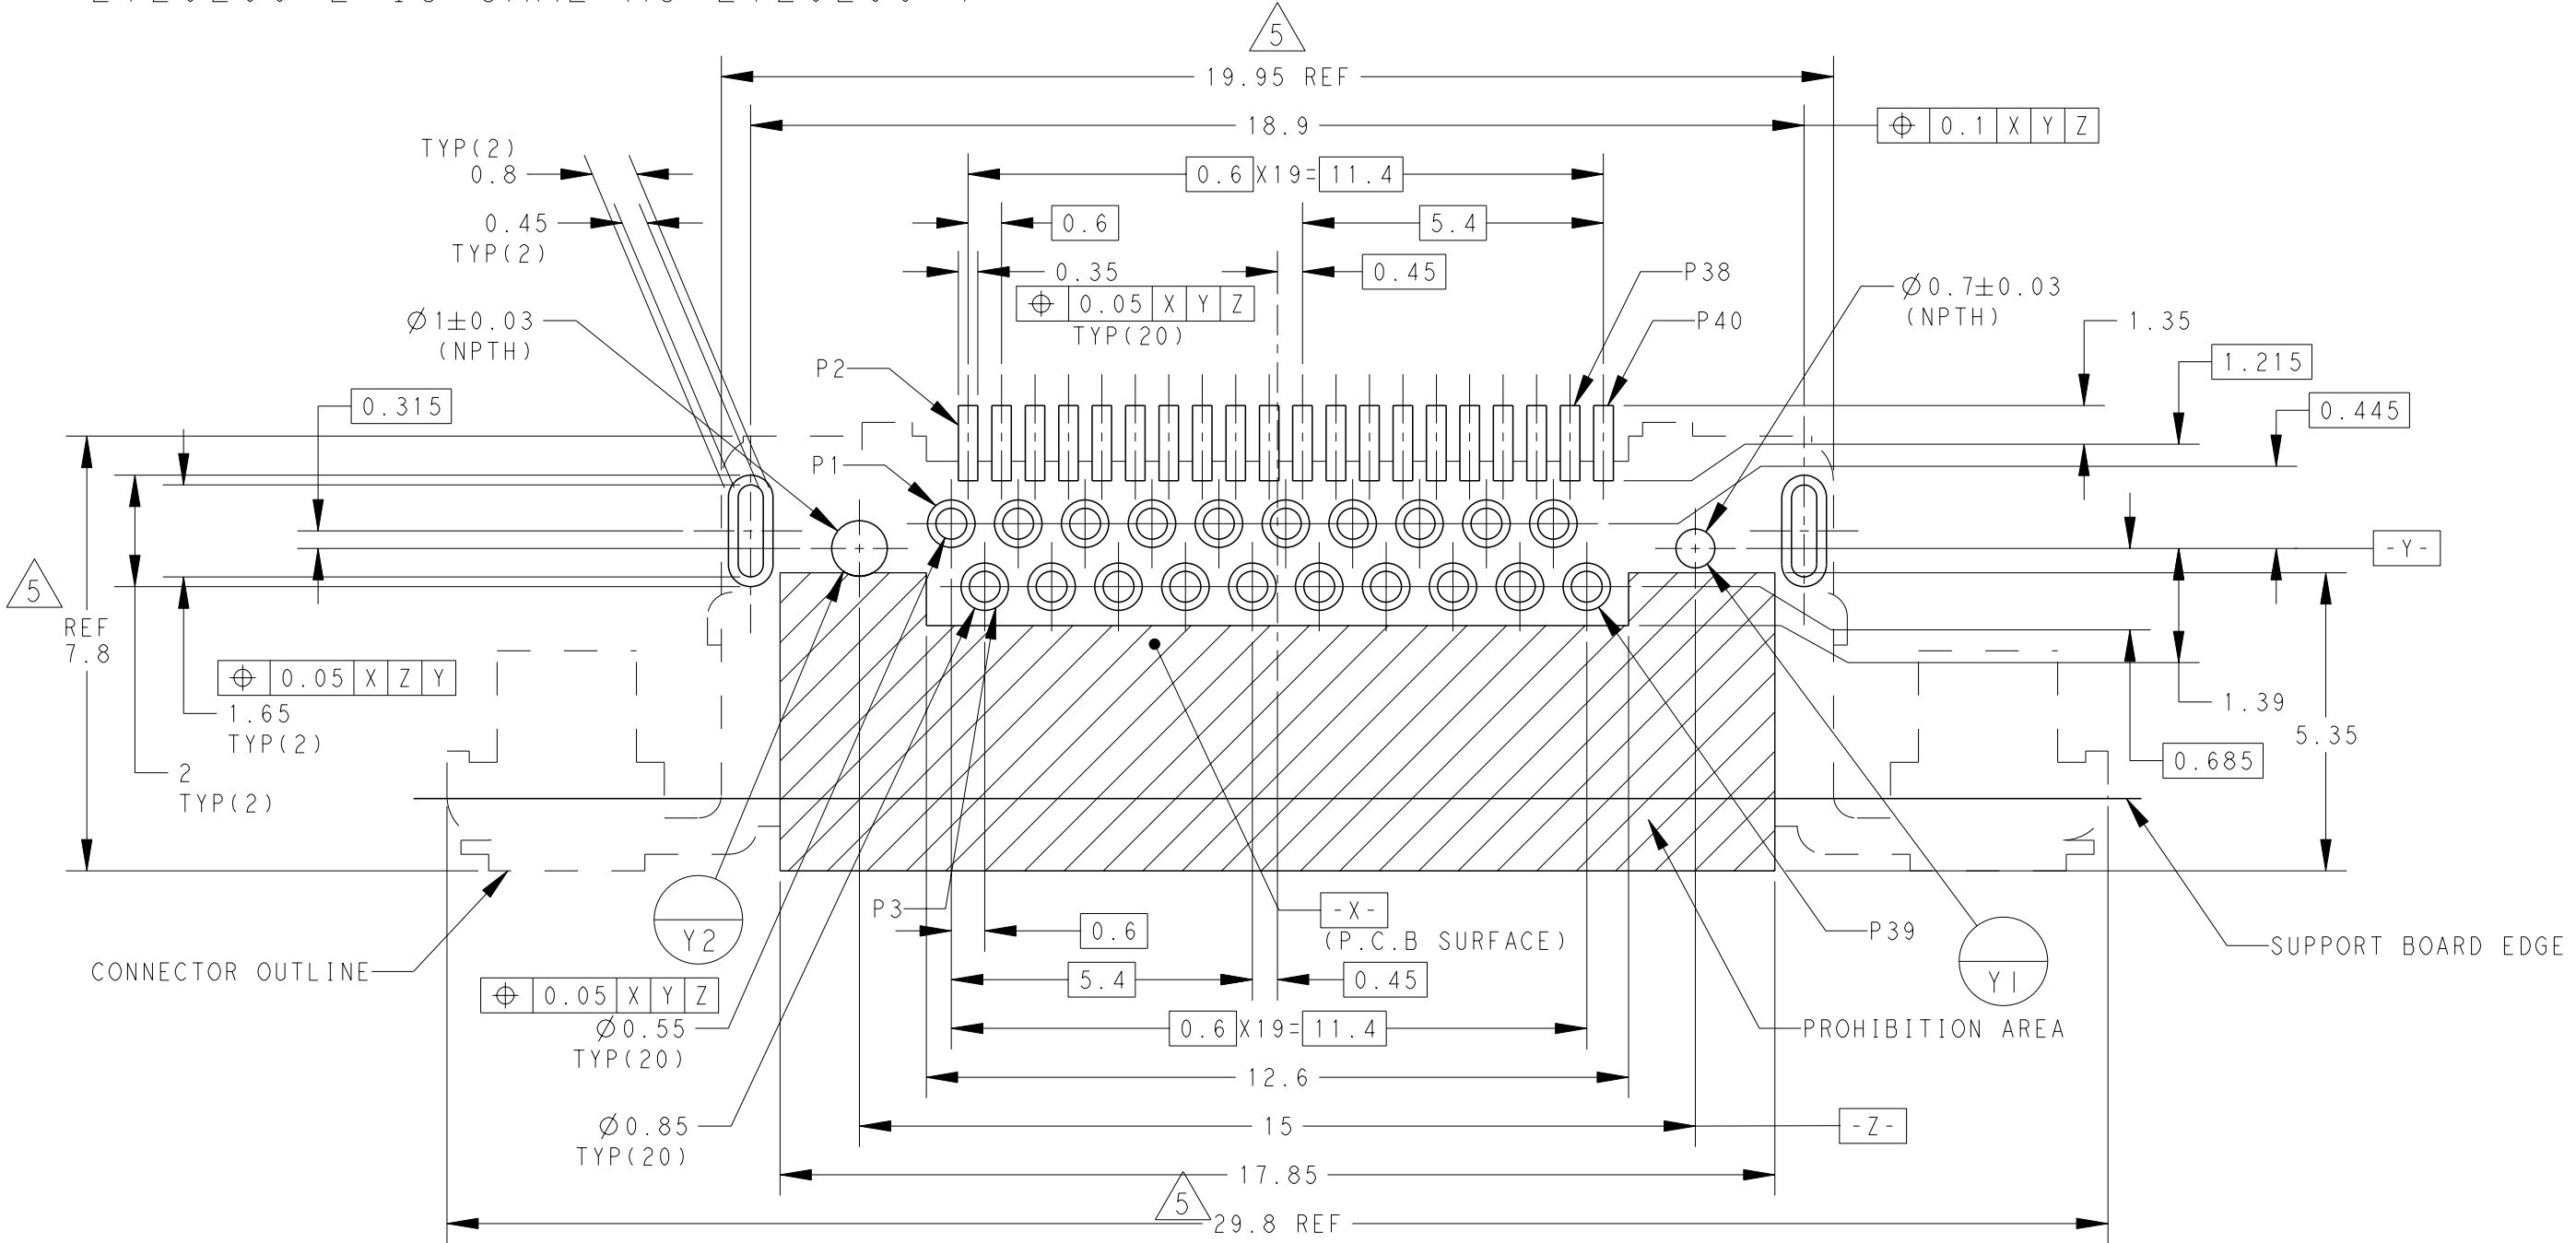 5
19.95 REF
18.9
⌖ 0.1 X Y Z
TYP(2)
0.8
0.6 X19= 11.4
0.45
TYP(2)
0.6
5.4
0.35
0.45
⌖ 0.05 X Y Z
TYP(20)
P38
P40
Ø0.7±0.03
(NPTH)
1.35
Ø1±0.03
(NPTH)
P2
1.215
0.315
0.445
P1
-Y-
5
REF
7.8
⌖ 0.05 X Z Y
1.65
TYP(2)
2
TYP(2)
1.39
5.35
0.685
P3
0.6
-X-
(P.C.B SURFACE)
P39
Y2
Y1
SUPPORT BOARD EDGE
CONNECTOR OUTLINE
5.4
0.45
⌖ 0.05 X Y Z
Ø0.55
TYP(20)
0.6 X19= 11.4
PROHIBITION AREA
12.6
Ø0.85
TYP(20)
15
-Z-
17.85
5
29.8 REF